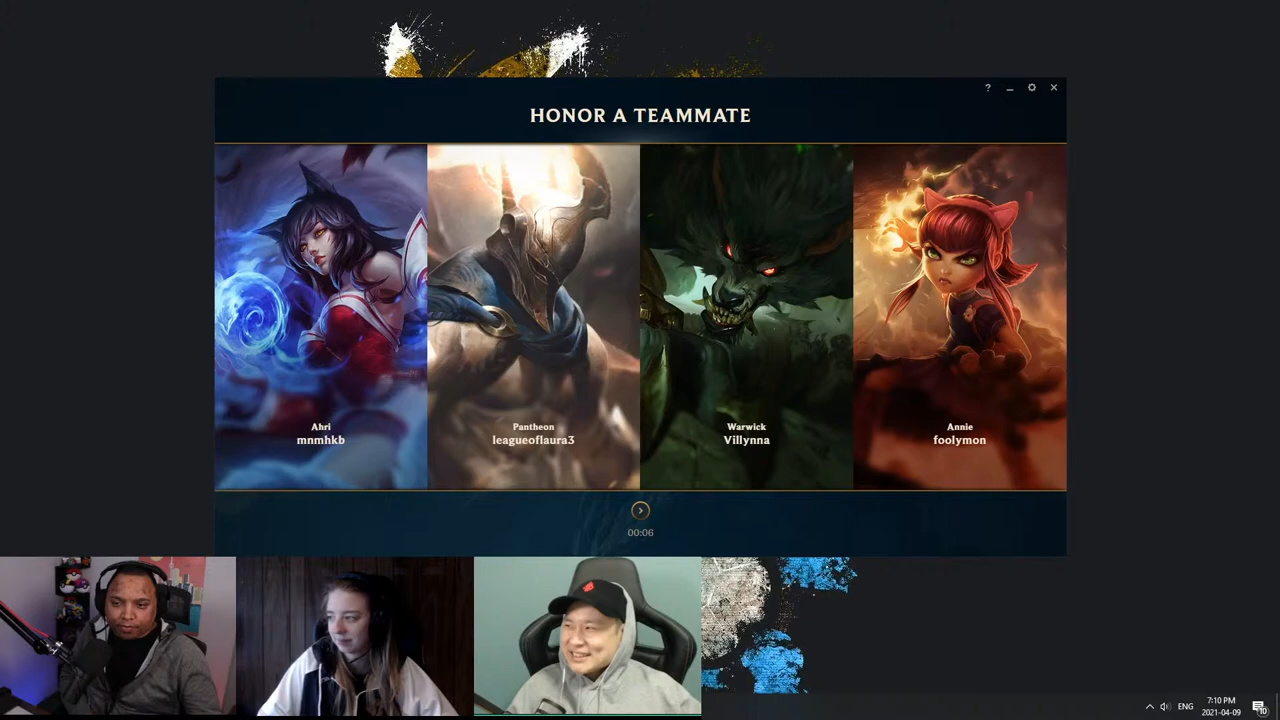 ?
HONOR A TEAMMATE
Ahri
mnmhkb
Pantheon
leagueoflaura3
Warwick
Villynna
Annie
foolymon
00:06
ENG
7:10 PM
2021-04-09